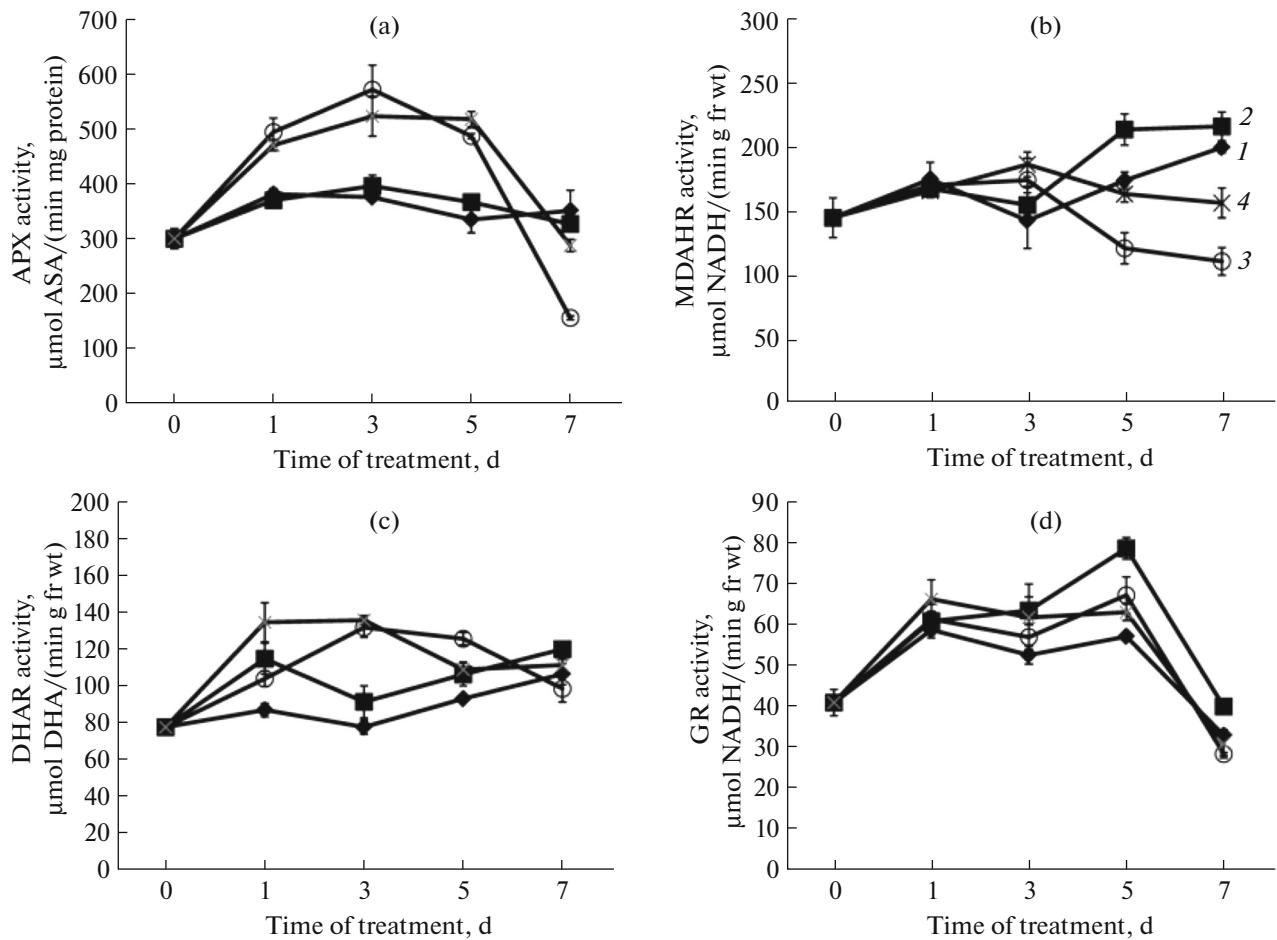 (a)
APX activity,
µmol ASA/(min mg protein)
700
600
500
400
300
200
100
0
0 1 3 5 7
Time of treatment, d
(b)
MDAHR activity,
µmol NADH/(min g fr wt)
300
250
200
150
100
50
0
2
1
4
3
0 1 3 5 7
Time of treatment, d
(c)
DHAR activity,
µmol DHA/(min g fr wt)
200
180
160
140
120
100
80
60
40
20
0
0 1 3 5 7
Time of treatment, d
(d)
GR activity,
µmol NADH/(min g fr wt)
90
80
70
60
50
40
30
20
10
0
0 1 3 5 7
Time of treatment, d